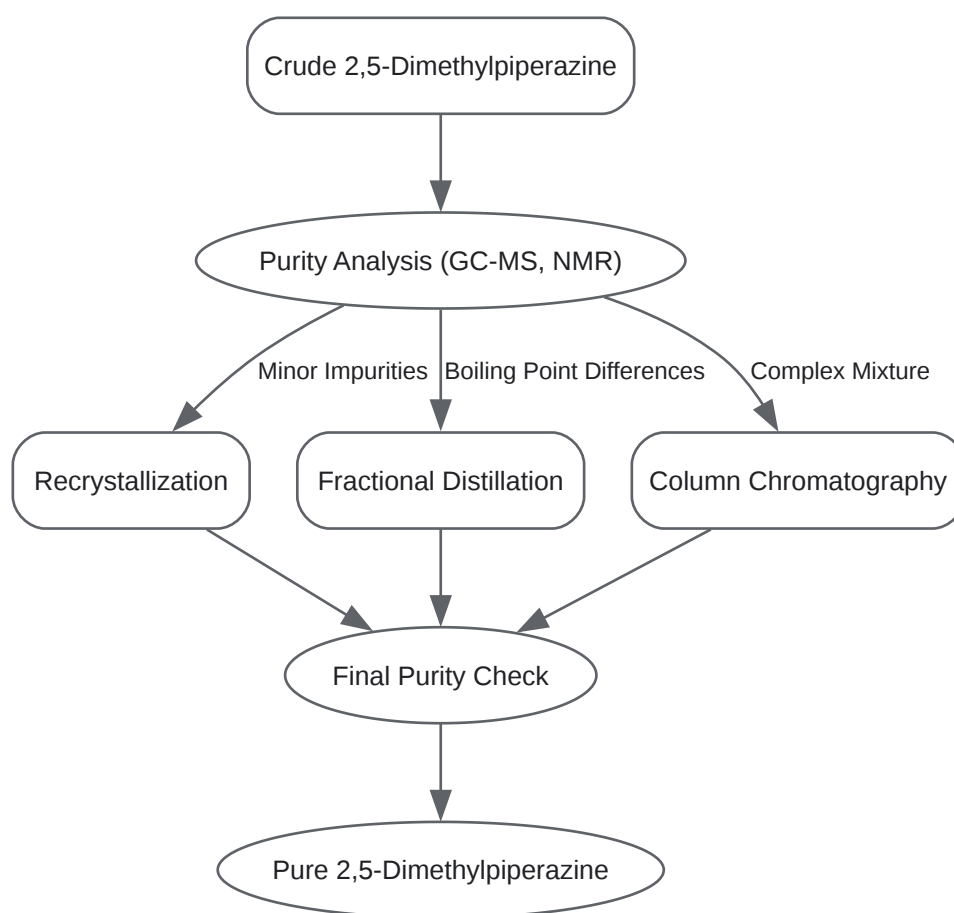 Crude 2,5-Dimethylpiperazine
Purity Analysis (GC-MS, NMR)
Minor Impurities
Boiling Point Differences
Complex Mixture
Recrystallization
Fractional Distillation
Column Chromatography
Final Purity Check
Pure 2,5-Dimethylpiperazine